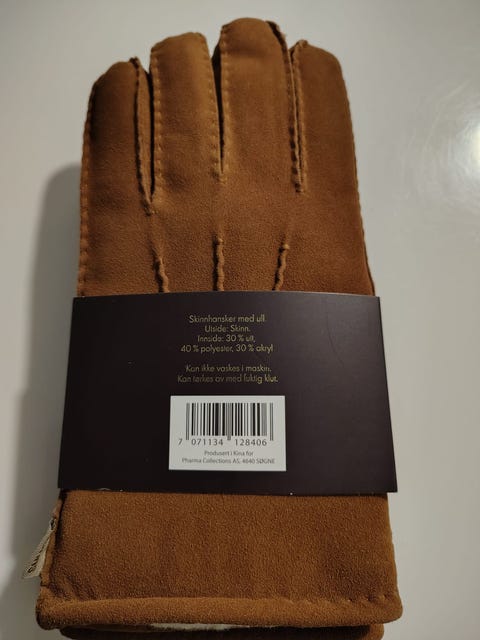 Skinnhansker med ull.
Utside: Skinn.
Innside: 30 % ull,
40 % polyester, 30 % akryl
Kan ikke vaskes i maskin.
Kan tørkes av med fuktig klut.
7 071134 128406
Produsert i Kina for
Pharma Collections AS, 4640 SØGNE